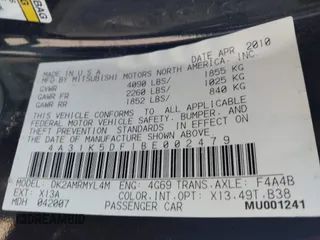 DATE APR 2010
MADE IN U.S.A.
MFG BY MITSUBISHI MOTORS NORTH AMERICA, INC.
GVWR 4090 LBS/ 1855 KG
GAWR FR 2260 LBS/ 1025 KG
GAWR RR 1852 LBS/ 840 KG
THIS VEHICLE CONFORMS TO ALL APPLICABLE
FEDERAL MOTOR VEHICLE SAFETY, BUMPER, AND
THEFT PREVENTION STANDARDS IN EFFECT ON THE
DATE OF MANUFACTURE SHOWN ABOVE.
4A31K5DF1BE002479
MODEL: DK2AMRMYL4M ENG: 4G69 TRANS.AXLE: F4A4B
EXT: X13A COLOR.INT.OPT: X13.49T.B38
MDH 042007 PASSENGER CAR MU001241